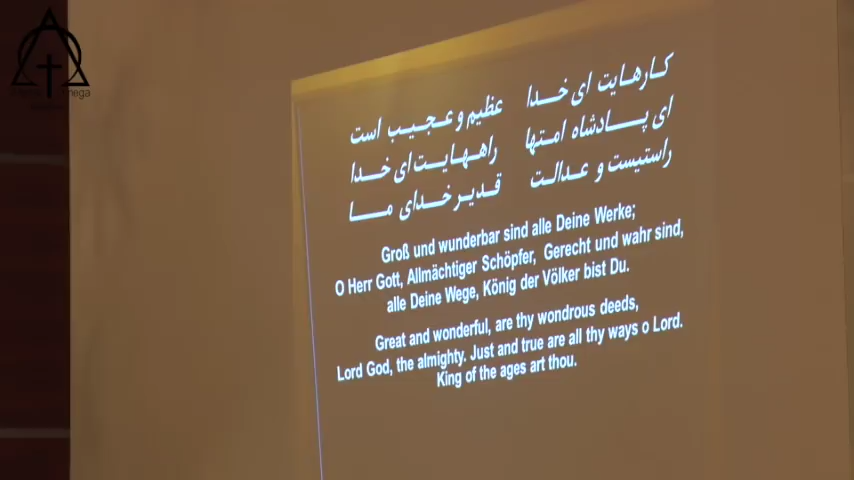 کارهایت ای خدا عظیم و عجیب است
ای پادشاه امتها راههایت ای خدا
راستیست و عدالت قدیر خدای ما
Groß und wunderbar sind alle Deine Werke;
O Herr Gott, Allmächtiger Schöpfer, Gerecht und wahr sind,
alle Deine Wege, König der Völker bist Du.
Great and wonderful, are thy wondrous deeds,
Lord God, the almighty. Just and true are all thy ways o Lord.
King of the ages art thou.